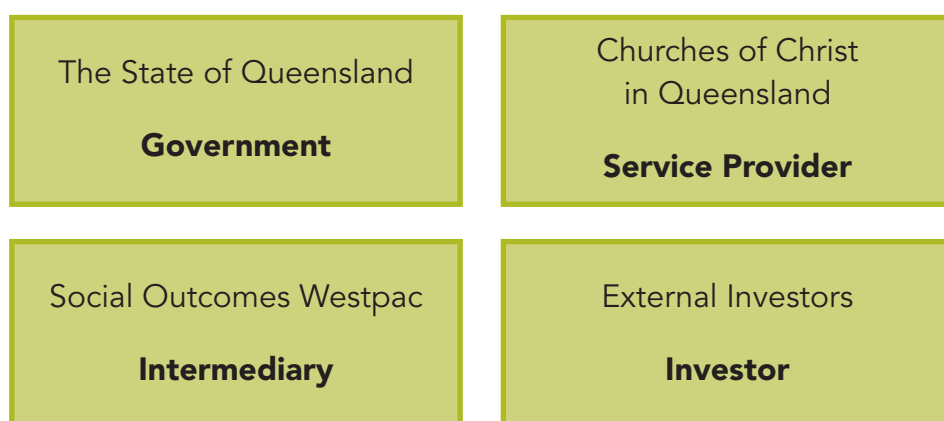 The State of Queensland
Government
Churches of Christ
in Queensland
Service Provider
Social Outcomes Westpac
Intermediary
External Investors
Investor